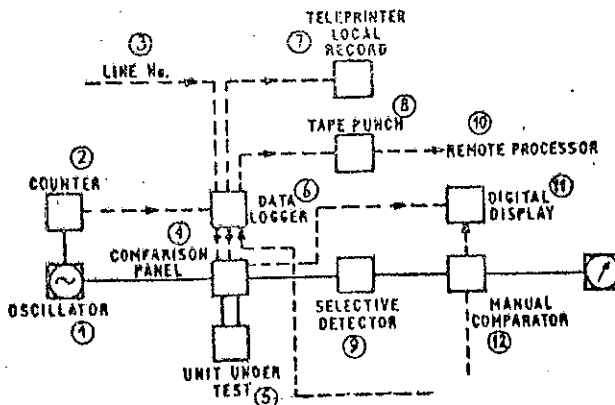 ⑦
TELEPRINTER
LOCAL
RECORD
③
LINE No.
⑧
TAPE PUNCH
⑩
REMOTE PROCESSOR
②
COUNTER
⑥
DATA
LOGGER
⑪
DIGITAL
DISPLAY
④
COMPARISON
PANEL
OSCILLATOR
①
SELECTIVE
DETECTOR
⑨
MANUAL
COMPARATOR
⑫
UNIT UNDER
TEST ⑤